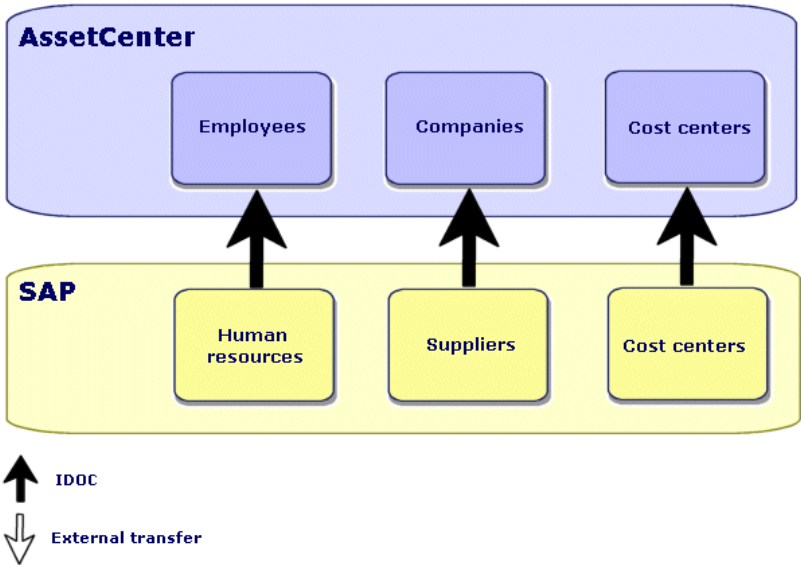 AssetCenter
Employees
Companies
Cost centers
SAP
Human
resources
Suppliers
Cost centers
IDOC
External transfer